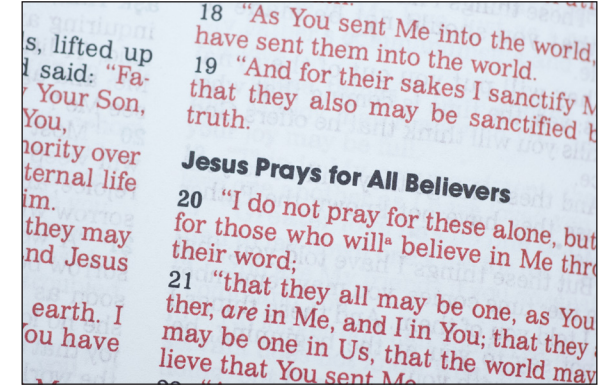 s, lifted up
said: “Fa-
Your Son,
You,
hority over
ternal life
im.
they may
nd Jesus
earth. I
ou have
18 “As You sent Me into the world,
have sent them into the world.
19 “And for their sakes I sanctify M
that they also may be sanctified b
truth.
Jesus Prays for All Believers
20 “I do not pray for these alone, but
for those who willᵃ believe in Me thro
their word;
21 “that they all may be one, as You
ther, are in Me, and I in You; that they
may be one in Us, that the world may
lieve that You sent Me.